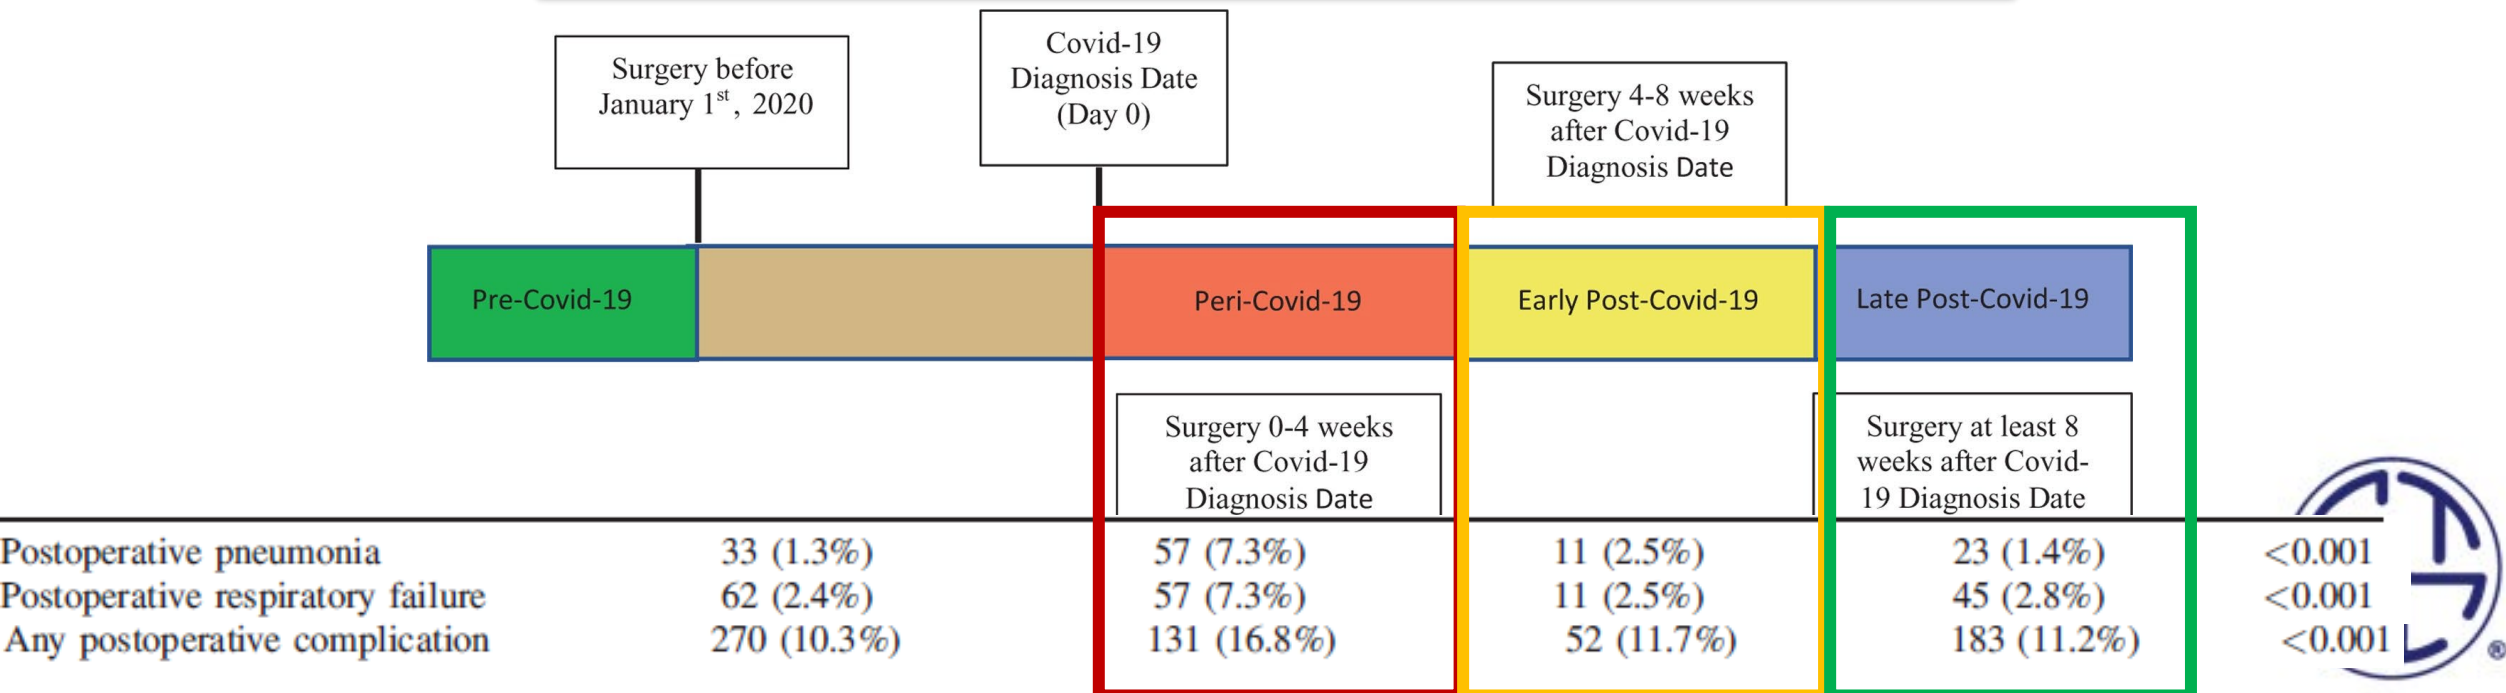 Surgery before
January 1st, 2020
Covid-19
Diagnosis Date
(Day 0)
Surgery 4-8 weeks
after Covid-19
Diagnosis Date
Pre-Covid-19
Peri-Covid-19
Early Post-Covid-19
Late Post-Covid-19
Surgery 0-4 weeks
after Covid-19
Diagnosis Date
Surgery at least 8
weeks after Covid-
19 Diagnosis Date
Postoperative pneumonia 33 (1.3%) 57 (7.3%) 11 (2.5%) 23 (1.4%) <0.001
Postoperative respiratory failure 62 (2.4%) 57 (7.3%) 11 (2.5%) 45 (2.8%) <0.001
Any postoperative complication 270 (10.3%) 131 (16.8%) 52 (11.7%) 183 (11.2%) <0.001
®